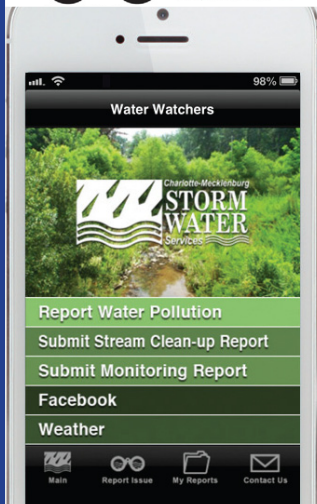 98%
Water Watchers
Charlotte-Mecklenburg
STORM
WATER
Services
Report Water Pollution
Submit Stream Clean-up Report
Submit Monitoring Report
Facebook
Weather
Main Report Issue My Reports Contact Us